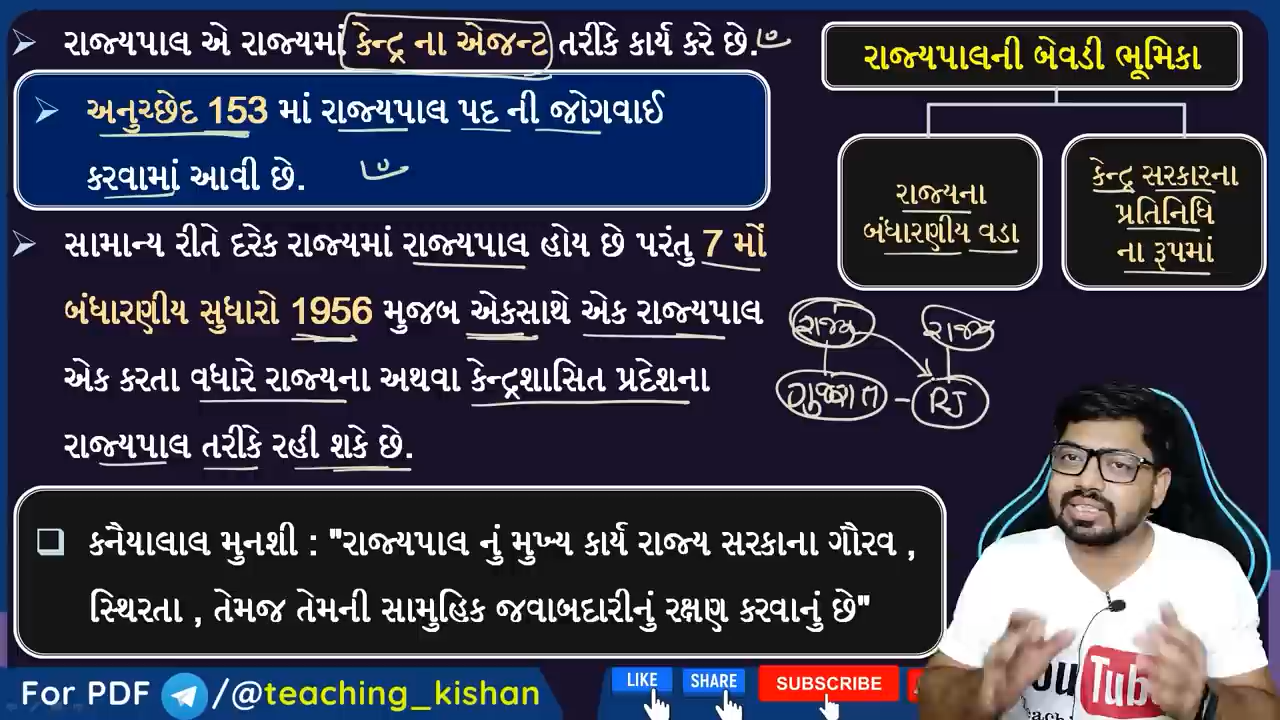 રાજ્યપાલ એ રાજ્યમાં કેન્દ્ર ના એજન્ટ તરીકે કાર્ય કરે છે.
અનુચ્છેદ 153 માં રાજ્યપાલ પદ ની જોગવાઈ
કરવામાં આવી છે.
સામાન્ય રીતે દરેક રાજ્યમાં રાજ્યપાલ હોય છે પરંતુ 7 મોં
બંધારણીય સુધારો 1956 મુજબ એકસાથે એક રાજ્યપાલ
એક કરતા વધારે રાજ્યના અથવા કેન્દ્રશાસિત પ્રદેશના
રાજ્યપાલ તરીકે રહી શકે છે.
રાજ્યપાલની બેવડી ભૂમિકા
રાજ્યના
બંધારણીય વડા
કેન્દ્ર સરકારના
પ્રતિનિધિ
ના રૂપમાં
રાજ્ય
રાજ્ય
ગુજરાત
RJ
કનૈયાલાલ મુનશી : "રાજ્યપાલ નું મુખ્ય કાર્ય રાજ્ય સરકાના ગૌરવ ,
સ્થિરતા , તેમજ તેમની સામુહિક જવાબદારીનું રક્ષણ કરવાનું છે"
For PDF /@teaching_kishan
LIKE
SHARE
SUBSCRIBE
You Tub